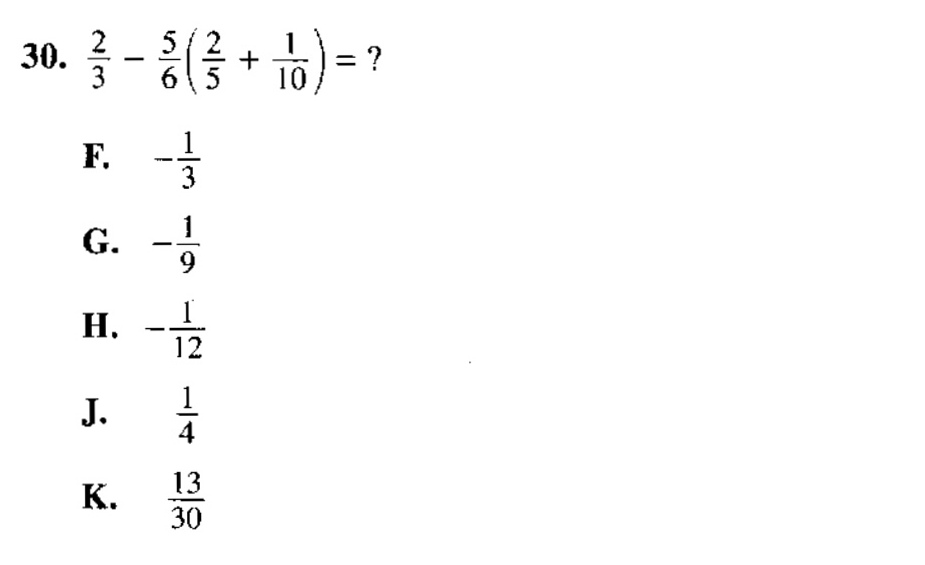 30. 2/3 − 5/6(2/5 + 1/10) = ?
F. −1/3
G. −1/9
H. −1/12
J. 1/4
K. 13/30